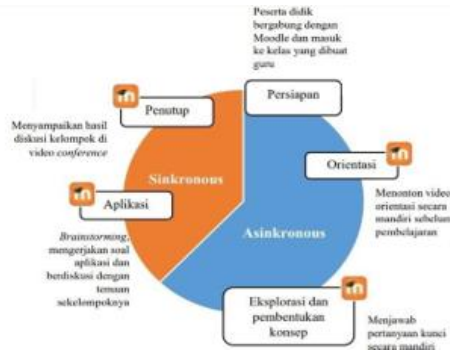 Peserta didik
bergabung dengan
Moodle dan masuk
ke kelas yang dibuat
guru
Persiapan
Penutup
Menyampaikan hasil
diskusi kelompok di
video conference
Orientasi
Sinkronous
Menonton video
orientasi secara
mandiri sebelum
pembelajaran
Aplikasi
Asinkronous
Brainstorming,
mengerjakan soal
aplikasi dan
berdiskusi dengan
temuan
sekelompoknya
Eksplorasi dan
pembentukan
konsep
Menjawab
pertanyaan kunci
secara mandiri